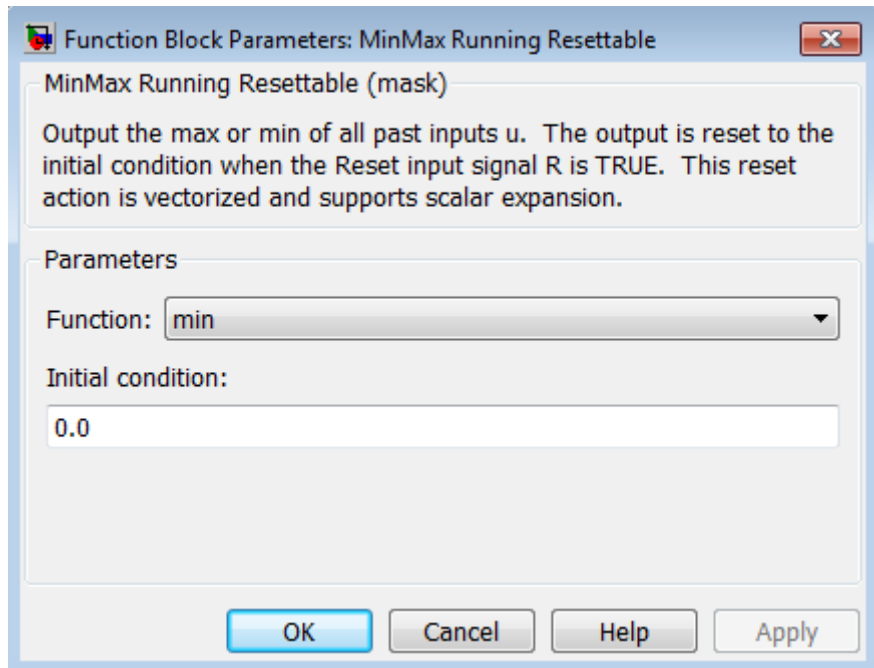 Function Block Parameters: MinMax Running Resettable
MinMax Running Resettable (mask)
Output the max or min of all past inputs u.  The output is reset to the
initial condition when the Reset input signal R is TRUE.  This reset
action is vectorized and supports scalar expansion.
Parameters
Function: min
Initial condition:
0.0
OK Cancel Help Apply